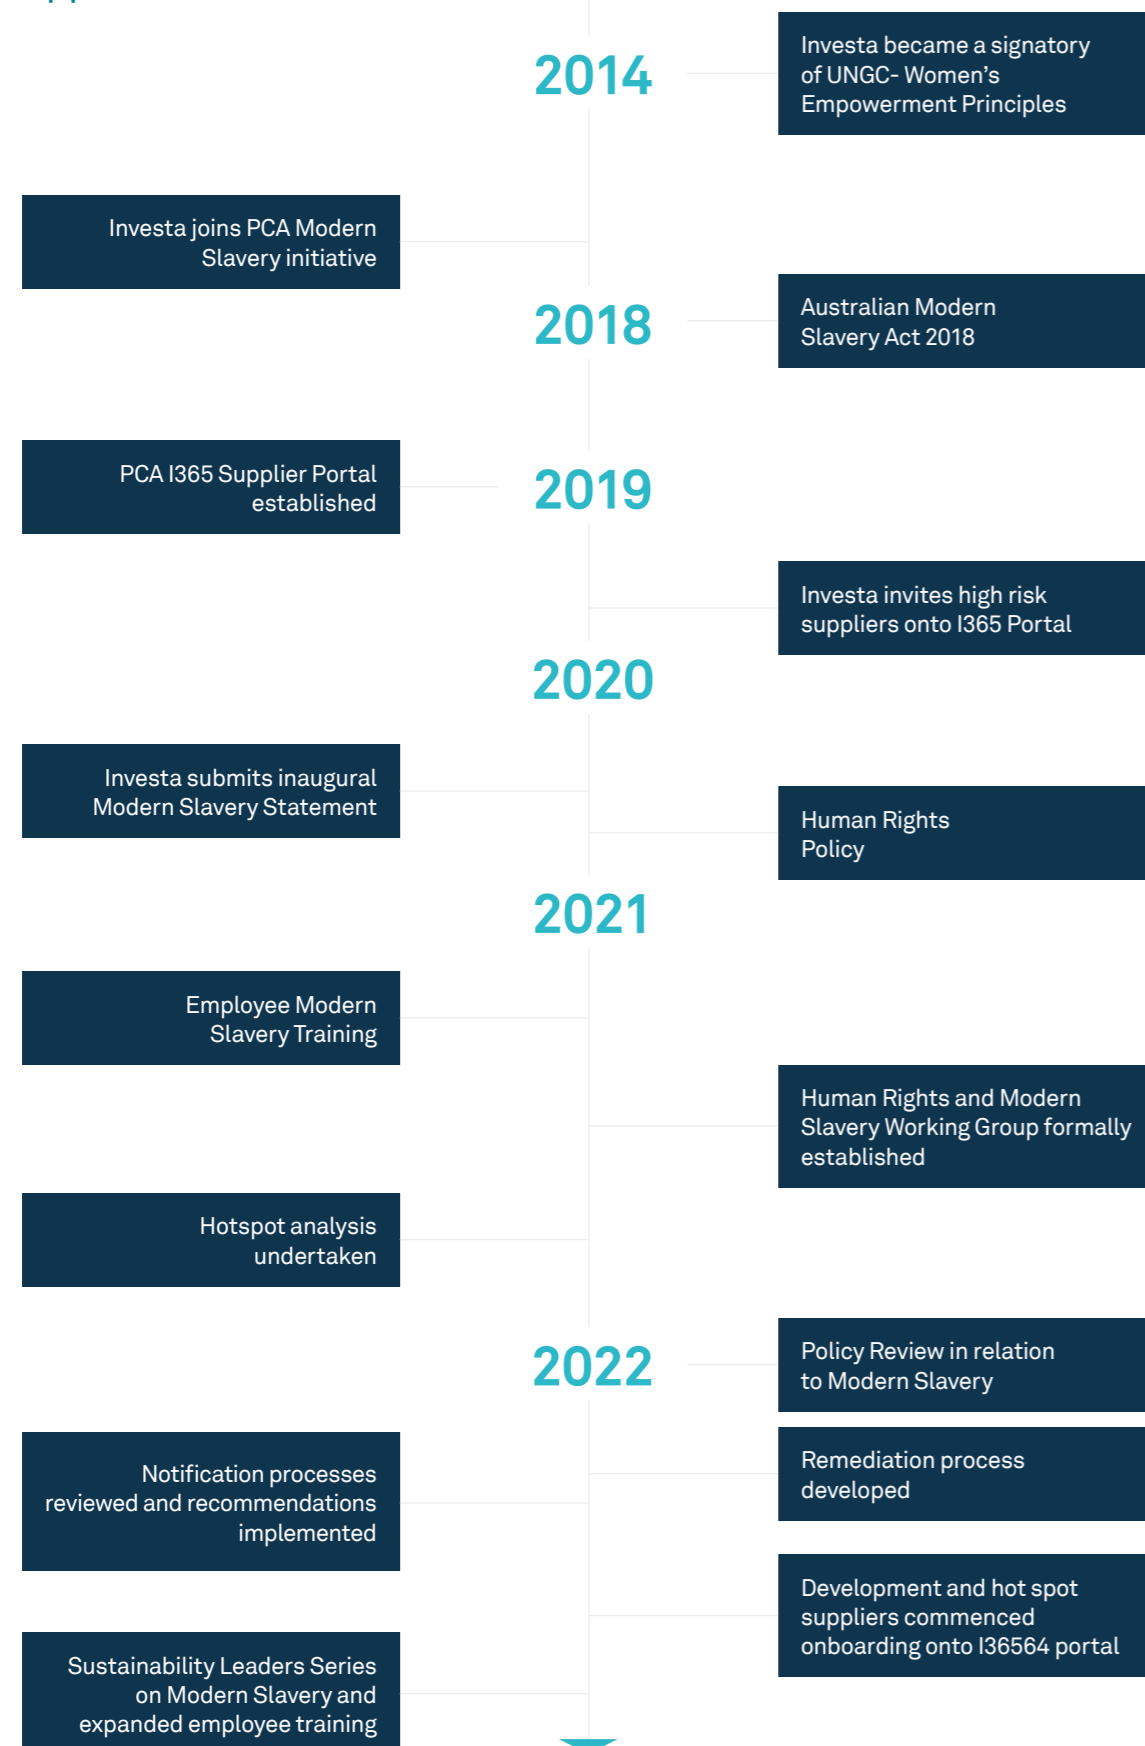 2014
Investa became a signatory
of UNGC- Women's
Empowerment Principles
Investa joins PCA Modern
Slavery initiative
2018
Australian Modern
Slavery Act 2018
PCA I365 Supplier Portal
established
2019
Investa invites high risk
suppliers onto I365 Portal
2020
Investa submits inaugural
Modern Slavery Statement
Human Rights
Policy
2021
Employee Modern
Slavery Training
Human Rights and Modern
Slavery Working Group formally
established
Hotspot analysis
undertaken
2022
Policy Review in relation
to Modern Slavery
Notification processes
reviewed and recommendations
implemented
Remediation process
developed
Development and hot spot
suppliers commenced
onboarding onto I36564 portal
Sustainability Leaders Series
on Modern Slavery and
expanded employee training